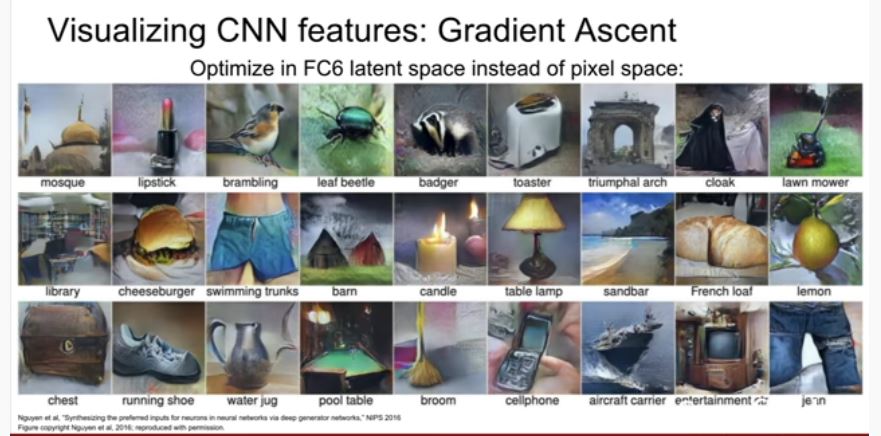 Visualizing CNN features: Gradient Ascent
Optimize in FC6 latent space instead of pixel space:
mosque lipstick brambling leaf beetle badger toaster triumphal arch cloak lawn mower
library cheeseburger swimming trunks barn candle table lamp sandbar French loaf lemon
chest running shoe water jug pool table broom cellphone aircraft carrier entertainment
Nguyen et al, "Synthesizing the preferred inputs for neurons in neural networks via deep generator networks," NIPS 2016
Figure copyright Nguyen et al, 2016; reproduced with permission.